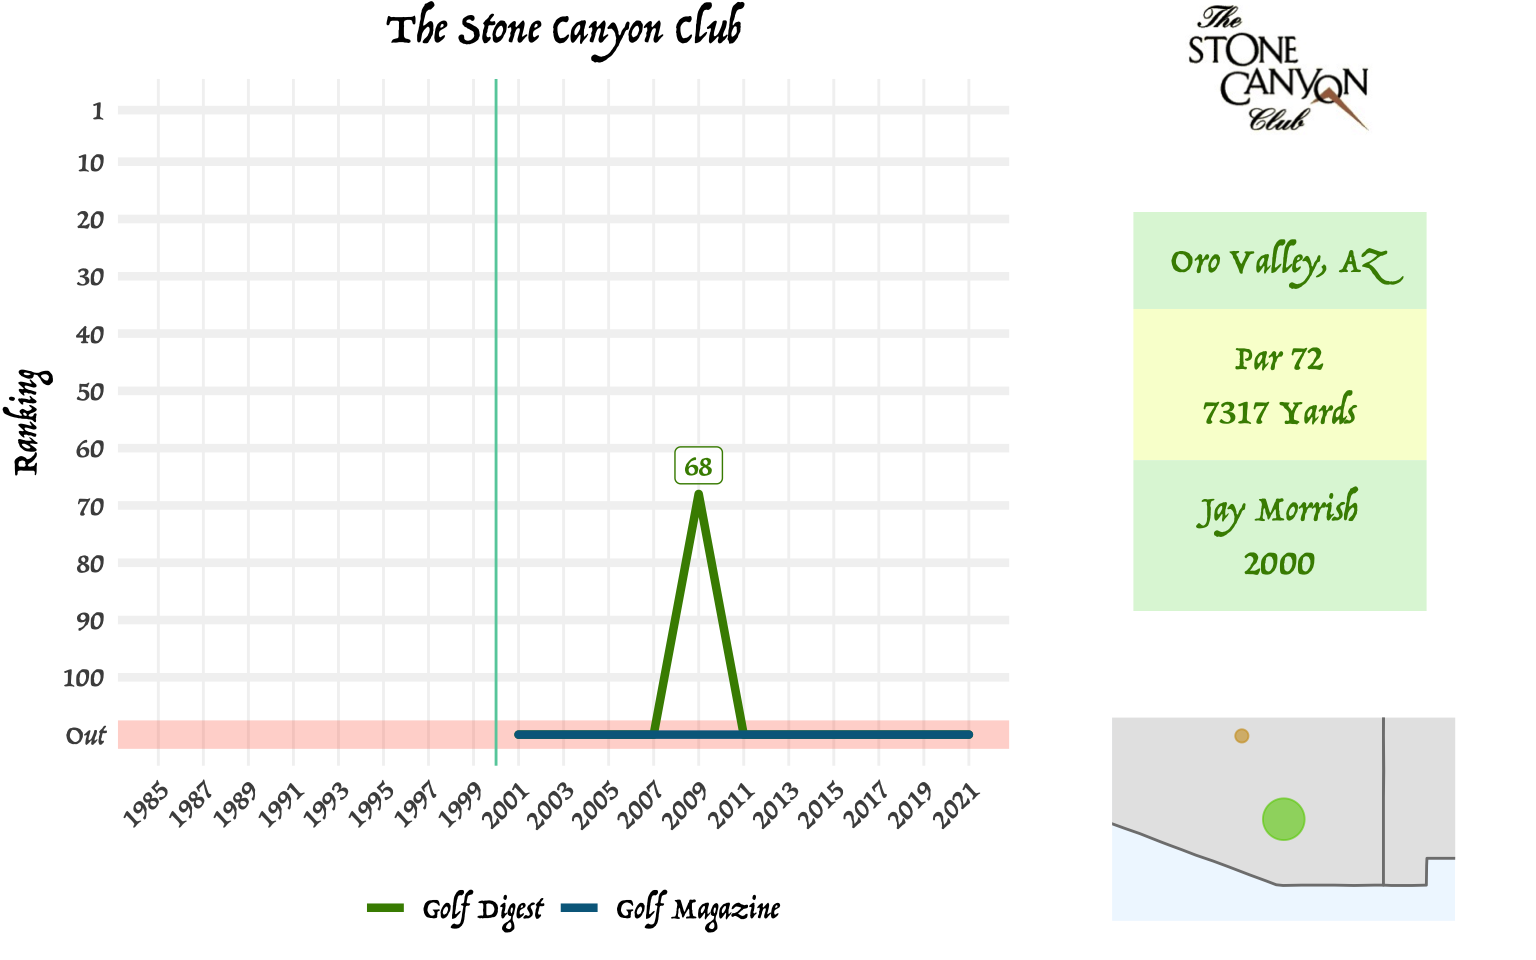 The Stone Canyon Club
The
STONE
CANYON
Club
Ranking
1
10
20
30
40
50
60
70
80
90
100
Out
68
1985
1987
1989
1991
1993
1995
1997
1999
2001
2003
2005
2007
2009
2011
2013
2015
2017
2019
2021
Golf Digest
Golf Magazine
Oro Valley, AZ
Par 72
7317 Yards
Jay Morrish
2000